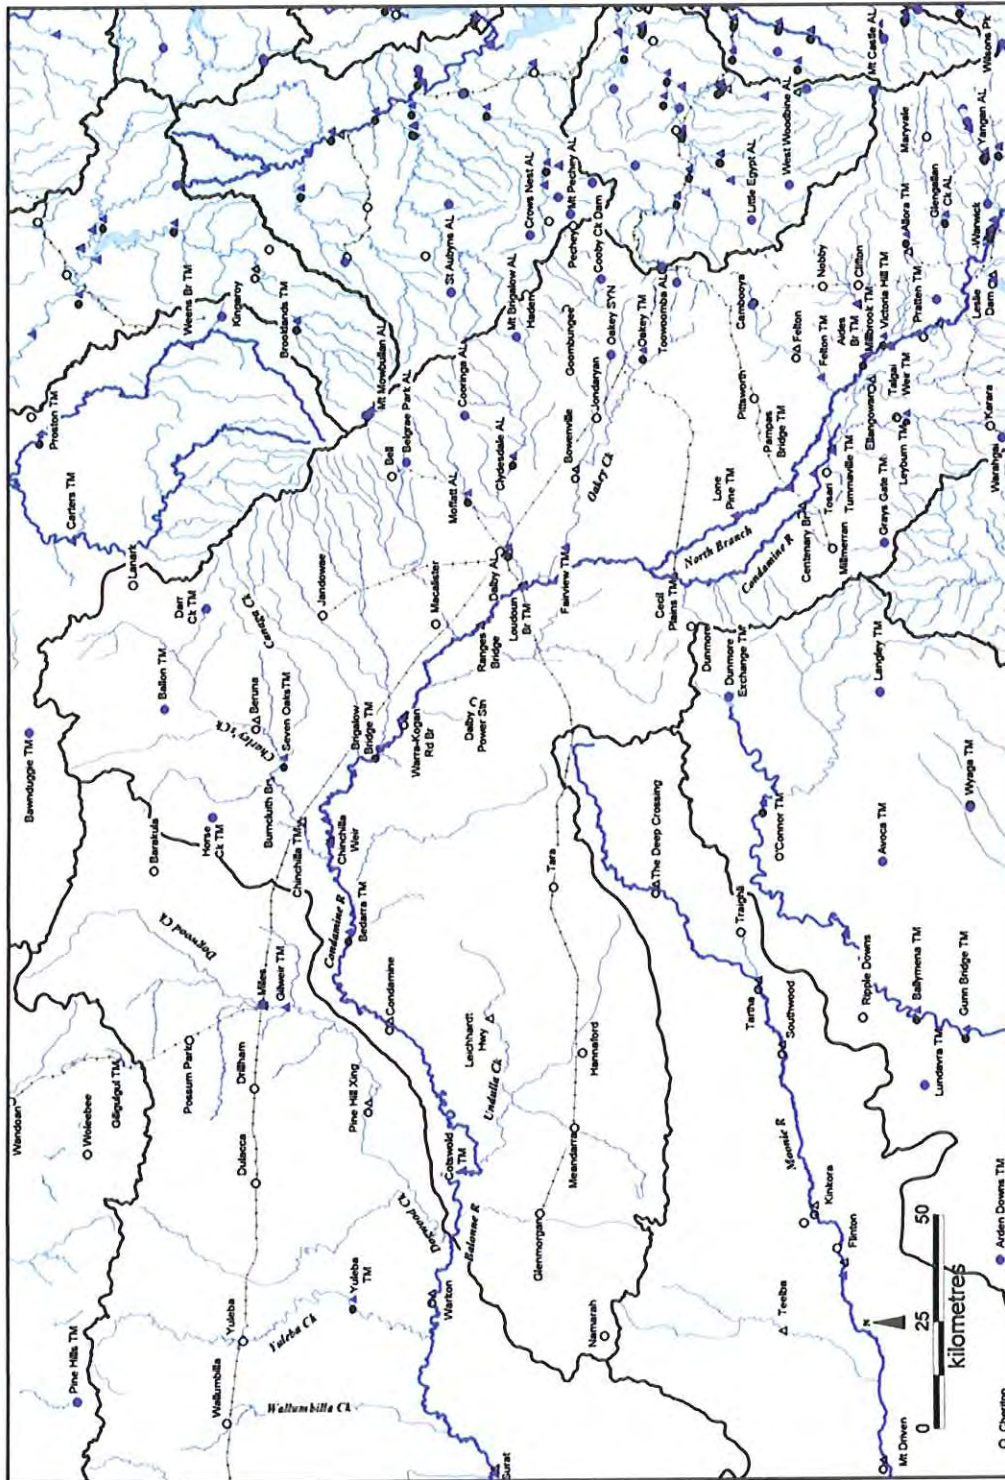 Pine Hills TM
Wandoan
Woleebee
Giligulgul TM
Bawnduggie TM
Barakula
Lanark
Carters TM
Proston TM
Wallumbilla
Yuleba
Dulacca
Drillham
Possum Park
Miles
Gilweir TM
Dogwood Ck
Horse
Ck TM
Ballon TM
Darr
Ck TM
Weens Br TM
Kingaroy
Brooklands TM
Wallumbilla Ck
Yuleba Ck
Yuleba
TM
Pine Hill Xing
Chinchilla TM
Burncluth Br
Charley's Ck
Beruna
Seven Oaks TM
Canaga Ck
Jandowae
Mt Mowbullan AL
Surat
Warkon
Dogwood Ck
Balonne R
Cotswold
TM
Condamine
Condamine R
Bedarra TM
Chinchilla
Weir
Brigalow
Bridge TM
Warra-Kogan
Rd Br
Macalister
Bell
Belgrae Park AL
Moffatt AL
Cooranga AL
St Aubyns AL
Glenmorgan
Undulla Ck
Leichhardt
Hwy
Dalby
Power Stn
Ranges
Bridge
Loudoun
Br TM
Dalby AL
Clydesdale AL
Mt Brigalow AL
Haden
Crows Nest AL
Namarah
Meandarra
Hannaford
Tara
Fairview TM
Bowenville
Oakey Ck
Jondaryan
Goombungee
Pechey
Mt Pechey AL
Cooby Ck Dam
Oakey SYN
Oakey TM
Toowoomba AL
The Deep Crossing
Cecil
Plains TM
North Branch
Condamine R
Lone
Pine TM
Dunmore
Dunmore
Exchange TM
Teelba
Moonie R
Tartha
Southwood
Traighli
O'Connor TM
Pampas
Bridge TM
Pittsworth
Cambooya
Little Egypt AL
West Woodbine AL
Mt Driven
Flinton
Kinkora
Ripple Downs
Centenary Br
Millmerran
Tosari
Tummaville TM
Felton
Felton TM
Nobby
Clifton
Aides
Br TM
Millbrook TM
Victoria Hill TM
Lundavra TM
Ballymena TM
Gunn Bridge TM
Avoca TM
Langley TM
Grays Gate TM
Leyburn TM
Ellangowan
Talgai
Weir TM
Pratten TM
Allora TM
Glengallan
Ck AL
Maryvale
Mt Castle AL
Arden Downs TM
Wyaga TM
Karara
Leslie
Dam
Warwick
Yangan AL
Wilsons Pk
0
25
50
kilometres
N